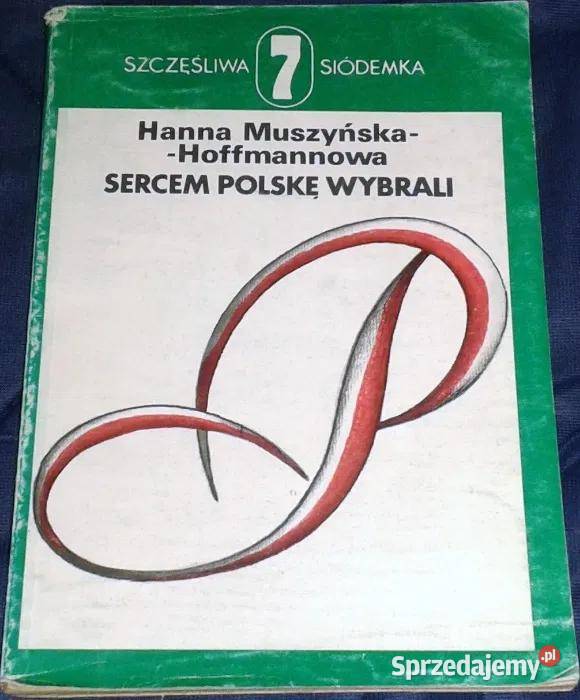 SZCZĘŚLIWA 7 SIÓDEMKA
Hanna Muszyńska-
-Hoffmannowa
SERCEM POLSKĘ WYBRALI
P
Sprzedajemy.pl